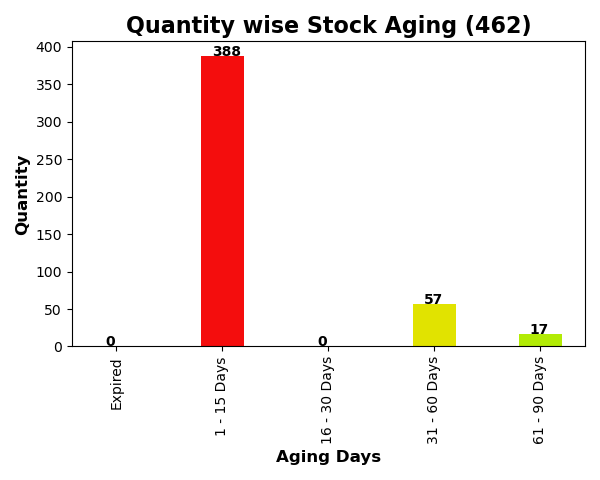 Quantity wise Stock Aging (462)
400
350
300
250
200
150
100
50
0
Quantity
0
388
0
57
17
Expired
1 - 15 Days
16 - 30 Days
31 - 60 Days
61 - 90 Days
Aging Days